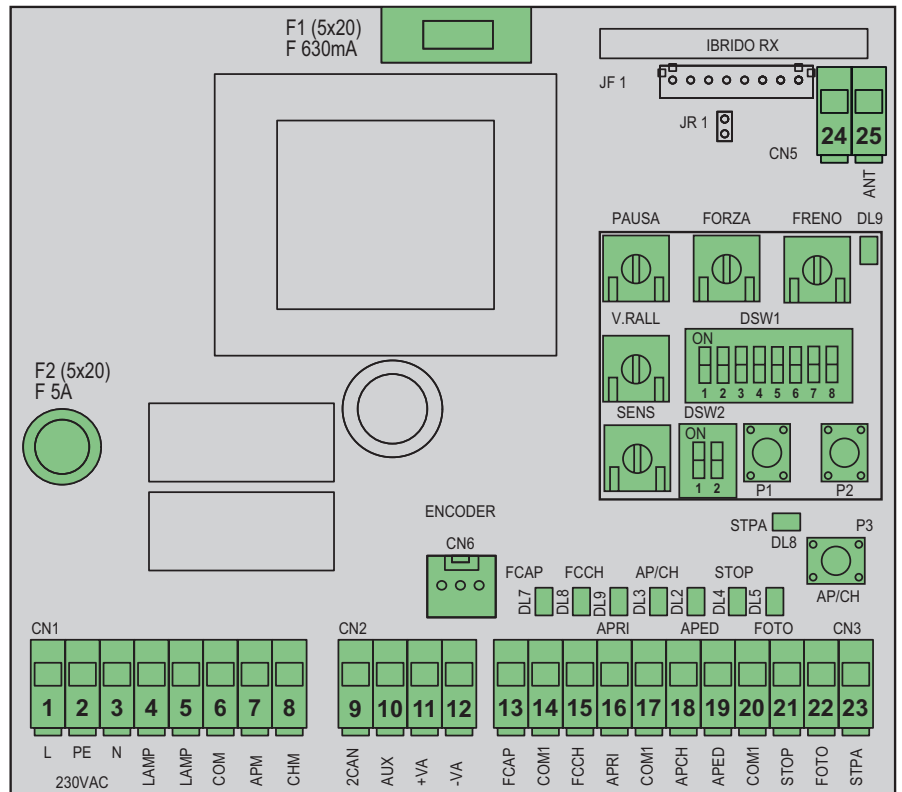 F1 (5x20)
F 630mA
IBRIDO RX
JF 1
JR 1
CN5
24 25
ANT
PAUSA FORZA FRENO DL9
V.RALL DSW1
ON
1 2 3 4 5 6 7 8
F2 (5x20)
F 5A
SENS DSW2
ON
1 2
P1 P2
ENCODER
CN6
STPA
DL8
P3
AP/CH
FCAP FCCH AP/CH STOP
DL7 DL8 DL9 DL3 DL2 DL4 DL5
APRI APED FOTO
CN1 CN2 CN3
1 2 3 4 5 6 7 8 9 10 11 12 13 14 15 16 17 18 19 20 21 22 23
L PE N LAMP LAMP COM APM CHM 2CAN AUX +VA -VA FCAP COM1 FCCH APRI COM1 APCH APED COM1 STOP FOTO STPA
230VAC